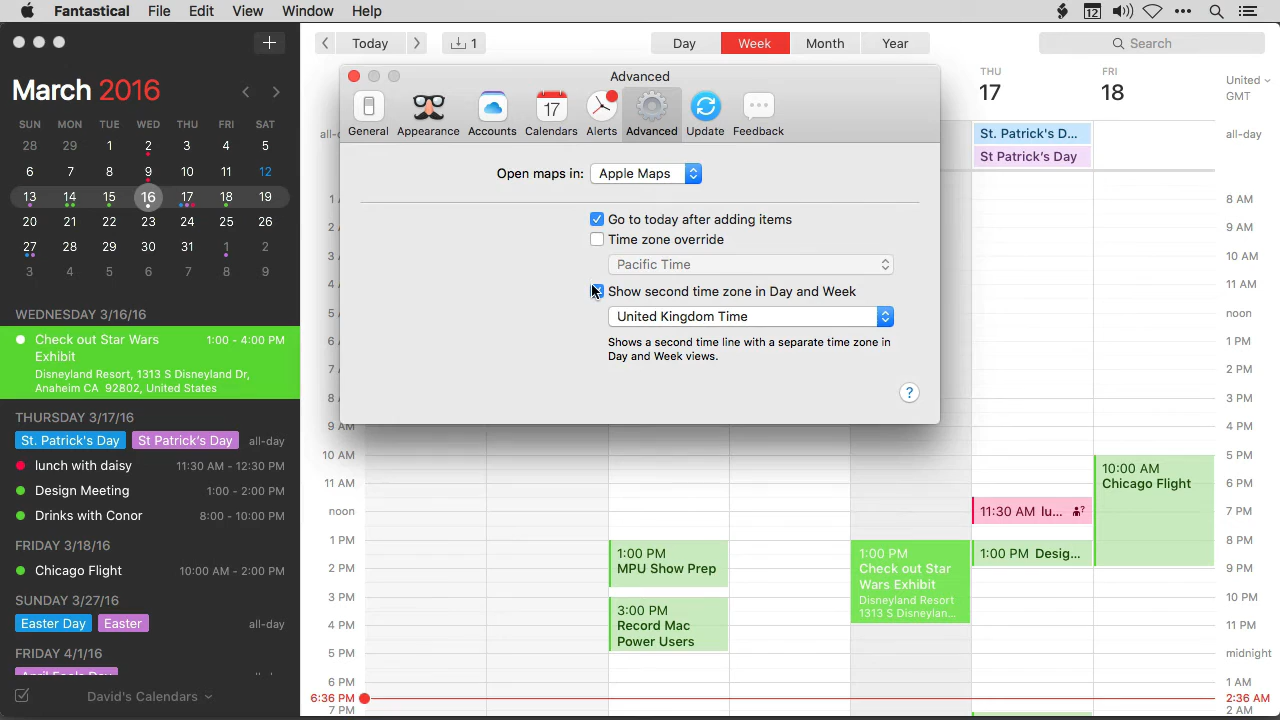 Fantastical File Edit View Window Help
12
Today
1
Day Week Month Year
Search
March 2016
SUN MON TUE WED THU FRI SAT
28 29 1 2 3 4 5
6 7 8 9 10 11 12
13 14 15 16 17 18 19
20 21 22 23 24 25 26
27 28 29 30 31 1 2
3 4 5 6 7 8 9
WEDNESDAY 3/16/16
Check out Star Wars 1:00 - 4:00 PM
Exhibit
Disneyland Resort, 1313 S Disneyland Dr,
Anaheim CA 92802, United States
THURSDAY 3/17/16
St. Patrick's Day St Patrick's Day all-day
lunch with daisy 11:30 AM - 12:30 PM
Design Meeting 1:00 - 2:00 PM
Drinks with Conor 8:00 - 10:00 PM
FRIDAY 3/18/16
Chicago Flight 10:00 AM - 2:00 PM
SUNDAY 3/27/16
Easter Day Easter all-day
FRIDAY 4/1/16
David's Calendars
Advanced
17
General Appearance Accounts Calendars Alerts Advanced Update Feedback
Open maps in: Apple Maps
Go to today after adding items
Time zone override
Pacific Time
Show second time zone in Day and Week
United Kingdom Time
Shows a second time line with a separate time zone in
Day and Week views.
?
THU
17
FRI
18
United
GMT
all-day
St. Patrick's D...
St Patrick's Day
all-day
8 AM
9 AM
10 AM
11 AM
noon
1 PM
2 PM
3 PM
9 AM 4 PM
10 AM 5 PM
11 AM 6 PM
noon 7 PM
1 PM 8 PM
2 PM 9 PM
3 PM 10 PM
4 PM 11 PM
5 PM midnight
6 PM 1 AM
6:36 PM 2:36 AM
7 PM 2 AM
1:00 PM
MPU Show Prep
3:00 PM
Record Mac
Power Users
1:00 PM
Check out Star
Wars Exhibit
Disneyland Resort
1313 S Disneylan...
11:30 AM lu... ?
1:00 PM Desig...
10:00 AM
Chicago Flight